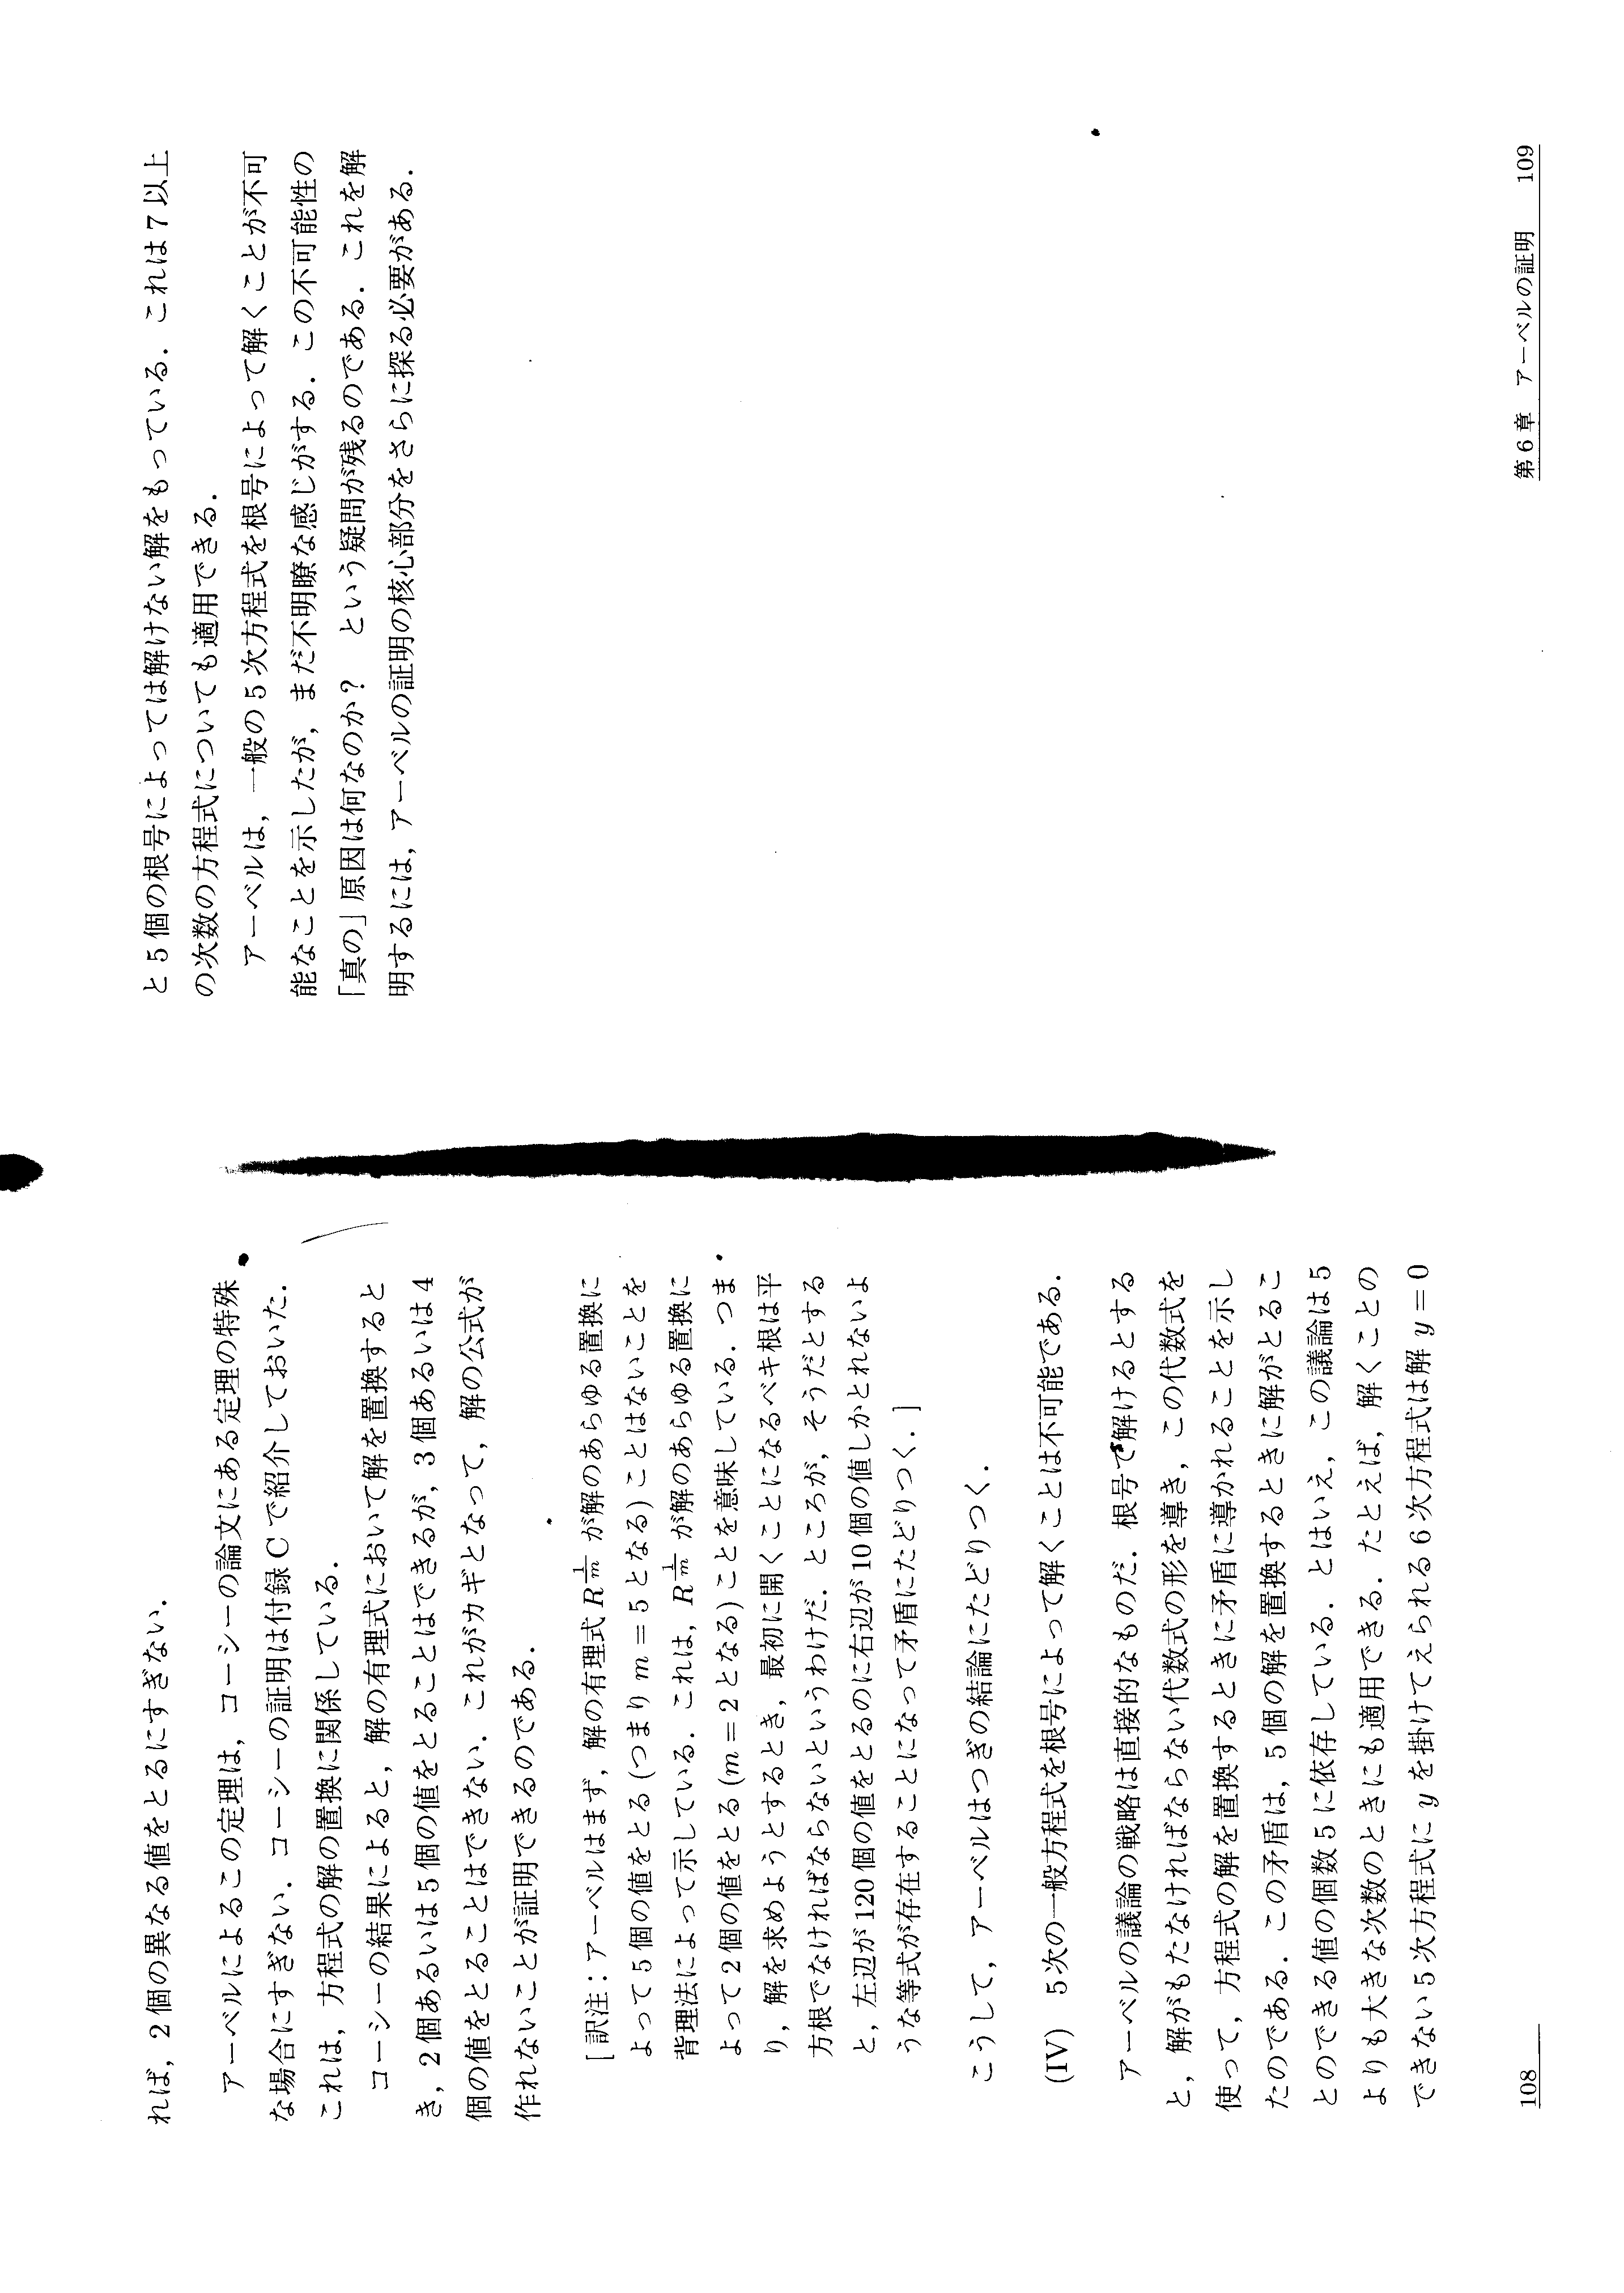 れば，2個の異なる値をとるにすぎない．
アーベルによるこの定理は，コーシーの論文にある定理の特殊
な場合にすぎない．コーシーの証明は付録Cで紹介しておいた．
これは，方程式の解の置換に関係している．
コーシーの結果によると，解の有理式において解を置換すると
き，2個あるいは5個の値をとることはできるが，3個あるいは4
個の値をとることはできない．これがカギとなって，解の公式が
作れないことが証明できるのである．
［訳注：アーベルはまず，解の有理式 R^{1/m} が解のあらゆる置換に
よって5個の値をとる(つまり m＝5 となる)ことはないことを
背理法によって示している．これは，R^{1/m} が解のあらゆる置換に
よって2個の値をとる(m＝2 となる)ことを意味している．つま
り，解を求めようとするとき，最初に開くことになるベキ根は平
方根でなければならないというわけだ．ところが，そうだとする
と，左辺が120個の値をとるのに右辺が10個の値しかとれないよ
うな等式が存在することになって矛盾にたどりつく．］
こうして，アーベルはつぎの結論にたどりつく．
(IV) 5次の一般方程式を根号によって解くことは不可能である．
アーベルの議論の戦略は直接的なものだ．根号で解けるとする
と，解がもたなければならない代数式の形を導き，この代数式を
使って，方程式の解を置換するときに矛盾に導かれることを示し
たのである．この矛盾は，5個の解を置換するときに解がとるこ
とのできる値の個数5に依存している．とはいえ，この議論は5
よりも大きな次数のときにも適用できる．たとえば，解くことの
できない5次方程式に y を掛けてえられる6次方程式は解 y＝0
108
と5個の根号によっては解けない解をもっている．これは7以上
の次数の方程式についても適用できる．
アーベルは，一般の5次方程式を根号によって解くことが不可
能なことを示したが，まだ不明瞭な感じがする．この不可能性の
「真の」原因は何なのか？ という疑問が残るのである．これを解
明するには，アーベルの証明の核心部分をさらに探る必要がある．
第6章 アーベルの証明 109